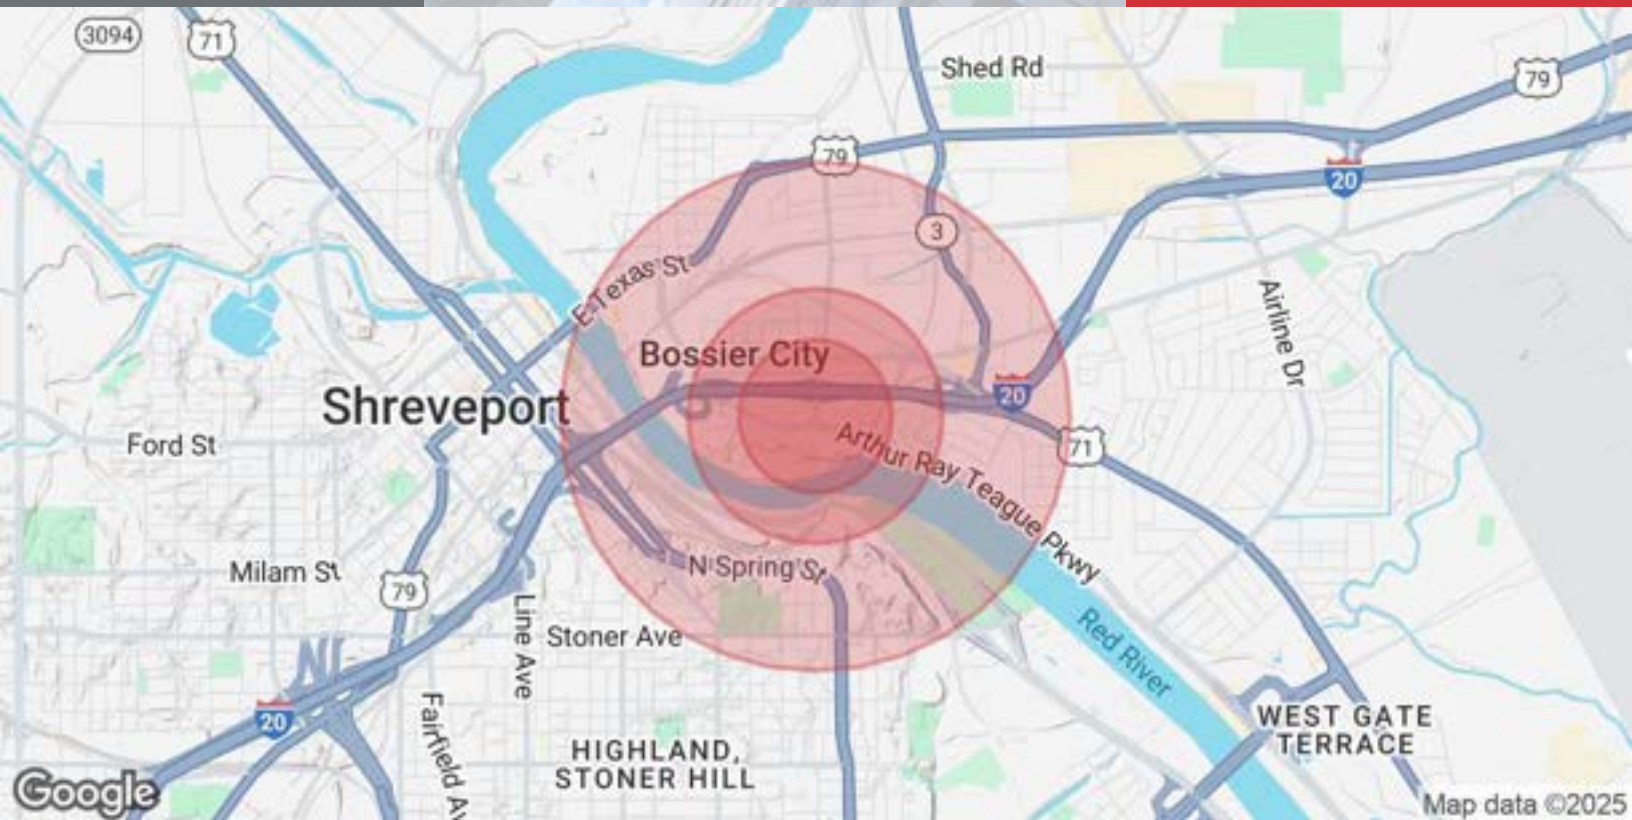 3094
71
Shed Rd
79
79
20
3
E Texas St
Airline Dr
Bossier City
Shreveport
20
Ford St
Arthur Ray Teague Pkwy
71
Milam St
N Spring St
79
Line Ave
Stoner Ave
Red River
20
Fairfield Av
WEST GATE
TERRACE
HIGHLAND,
STONER HILL
Google
Map data ©2025